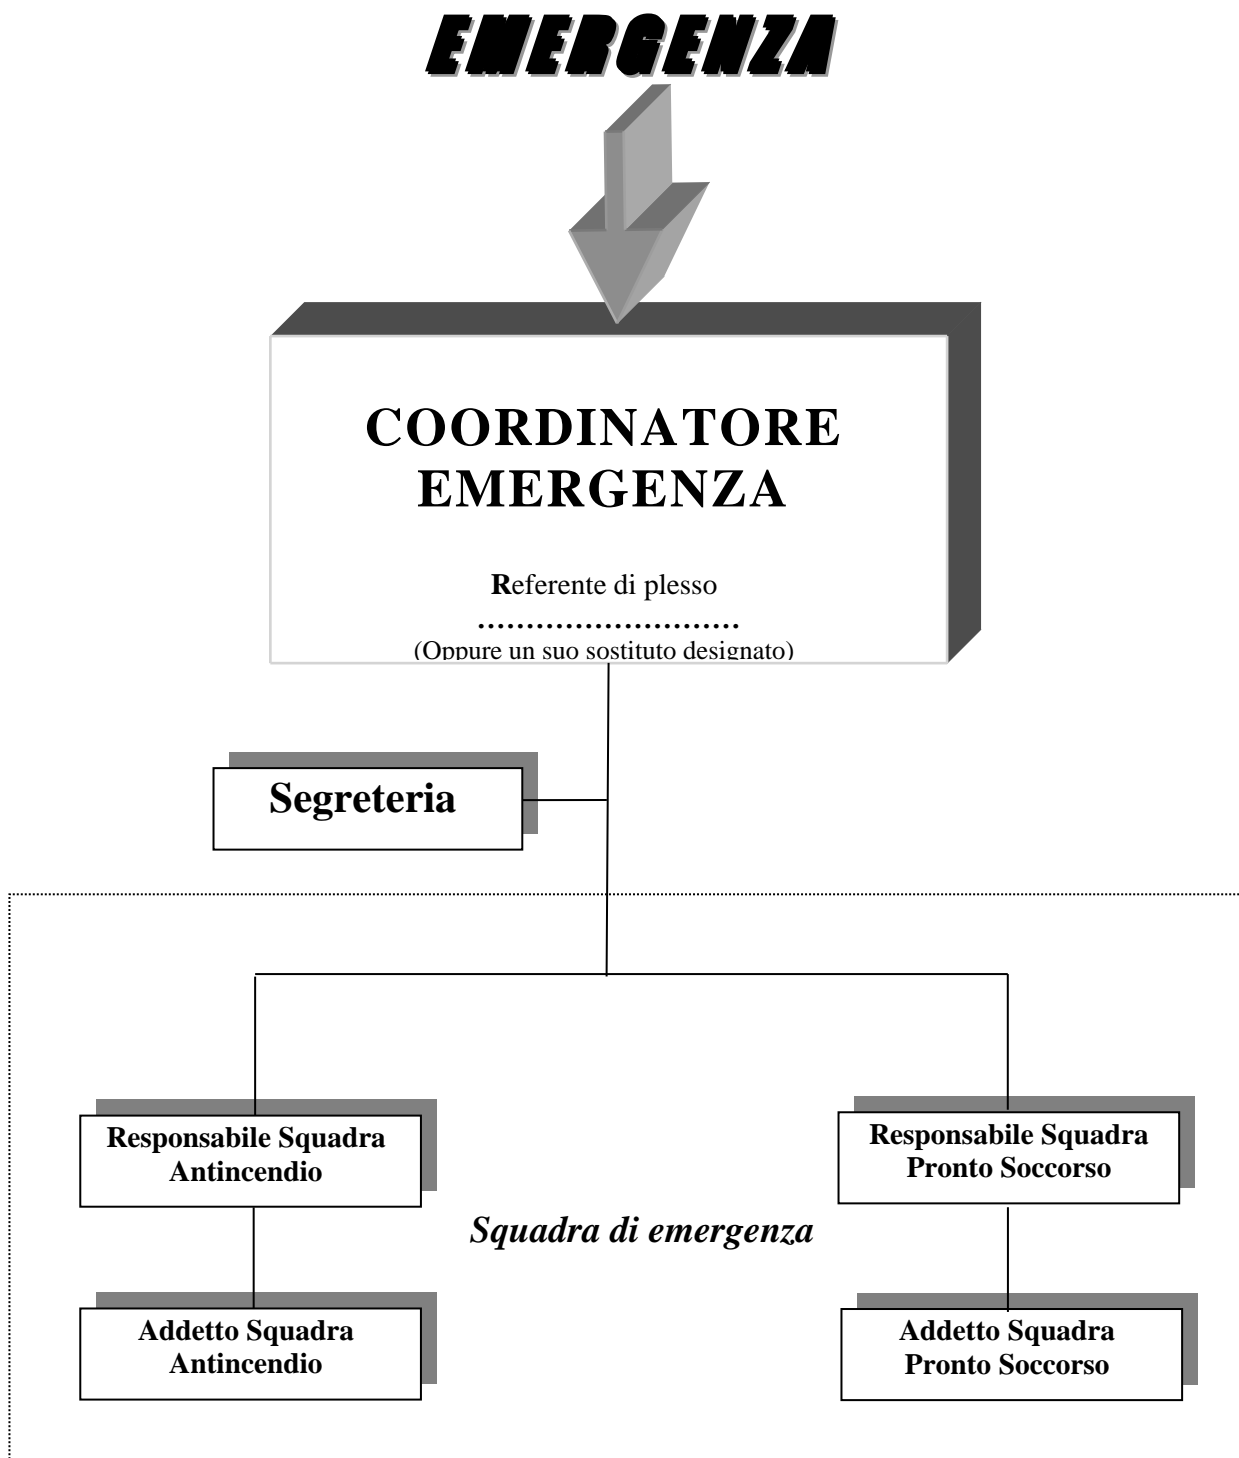 EMERGENZA
COORDINATORE
EMERGENZA
Referente di plesso
...........................
(Oppure un suo sostituto designato)
Segreteria
Responsabile Squadra
Antincendio
Responsabile Squadra
Pronto Soccorso
Squadra di emergenza
Addetto Squadra
Antincendio
Addetto Squadra
Pronto Soccorso